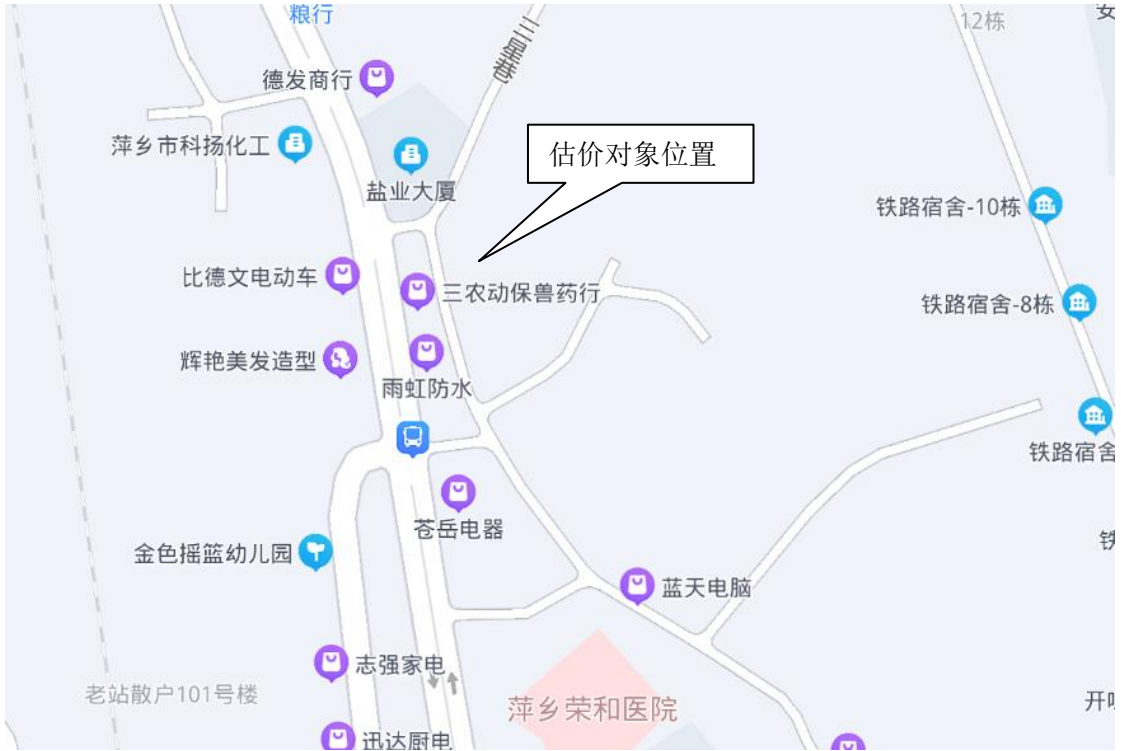 粮行
12栋
安
三星巷
德发商行
萍乡市科扬化工
估价对象位置
盐业大厦
铁路宿舍-10栋
比德文电动车
三农动保兽药行
铁路宿舍-8栋
辉艳美发造型
雨虹防水
铁路宿舍
苍岳电器
铁
金色摇篮幼儿园
蓝天电脑
志强家电
老站散户101号楼
萍乡荣和医院
迅达厨电